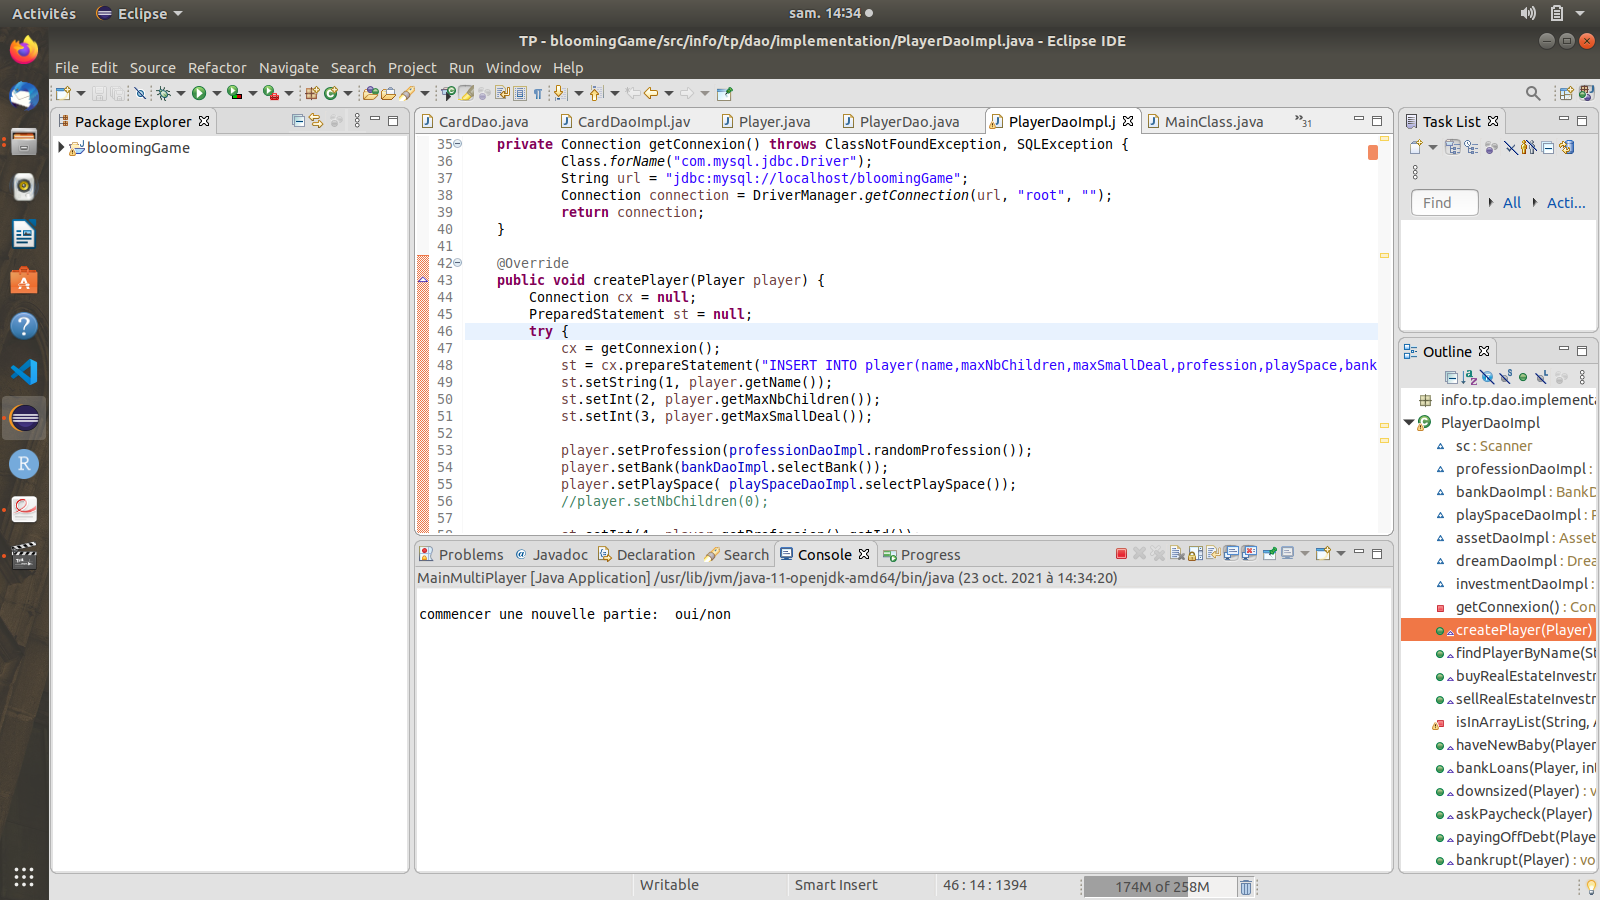 Activités Eclipse sam. 14:34
TP - bloomingGame/src/info/tp/dao/implementation/PlayerDaoImpl.java - Eclipse IDE
File Edit Source Refactor Navigate Search Project Run Window Help
Package Explorer
bloomingGame
CardDao.java CardDaoImpl.jav Player.java PlayerDao.java PlayerDaoImpl.j MainClass.java »31
35 private Connection getConnexion() throws ClassNotFoundException, SQLException {
36 Class.forName("com.mysql.jdbc.Driver");
37 String url = "jdbc:mysql://localhost/bloomingGame";
38 Connection connection = DriverManager.getConnection(url, "root", "");
39 return connection;
40 }
41
42 @Override
43 public void createPlayer(Player player) {
44 Connection cx = null;
45 PreparedStatement st = null;
46 try {
47 cx = getConnexion();
48 st = cx.prepareStatement("INSERT INTO player(name,maxNbChildren,maxSmallDeal,profession,playSpace,bank
49 st.setString(1, player.getName());
50 st.setInt(2, player.getMaxNbChildren());
51 st.setInt(3, player.getMaxSmallDeal());
52
53 player.setProfession(professionDaoImpl.randomProfession());
54 player.setBank(bankDaoImpl.selectBank());
55 player.setPlaySpace( playSpaceDaoImpl.selectPlaySpace());
56 //player.setNbChildren(0);
57
58 st.setInt(4, player.getProfession().getId())
Problems Javadoc Declaration Search Console Progress
MainMultiPlayer [Java Application] /usr/lib/jvm/java-11-openjdk-amd64/bin/java (23 oct. 2021 à 14:34:20)
commencer une nouvelle partie: oui/non
Task List
Find All Acti...
Outline
info.tp.dao.implementa
PlayerDaoImpl
sc : Scanner
professionDaoImpl :
bankDaoImpl : BankD
playSpaceDaoImpl : P
assetDaoImpl : Asset
dreamDaoImpl : Drea
investmentDaoImpl :
getConnexion() : Con
createPlayer(Player)
findPlayerByName(St
buyRealEstateInvestm
sellRealEstateInvestm
isInArrayList(String, A
haveNewBaby(Player
bankLoans(Player, int
downsized(Player) : v
askPaycheck(Player)
payingOffDebt(Playe
bankrupt(Player) : vo
Writable Smart Insert 46 : 14 : 1394 174M of 258M